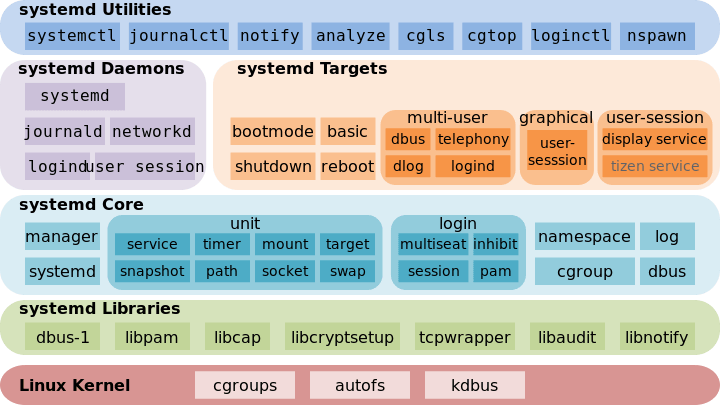 systemd Utilities
systemctl journalctl notify analyze cgls cgtop loginctl nspawn
systemd Daemons
systemd
journald networkd
logind user session
systemd Targets
bootmode basic
shutdown reboot
multi-user
dbus telephony
dlog logind
graphical
user-
sesssion
user-session
display service
tizen service
systemd Core
manager
systemd
unit
service timer mount target
snapshot path socket swap
login
multiseat inhibit
session pam
namespace log
cgroup dbus
systemd Libraries
dbus-1 libpam libcap libcryptsetup tcpwrapper libaudit libnotify
Linux Kernel cgroups autofs kdbus